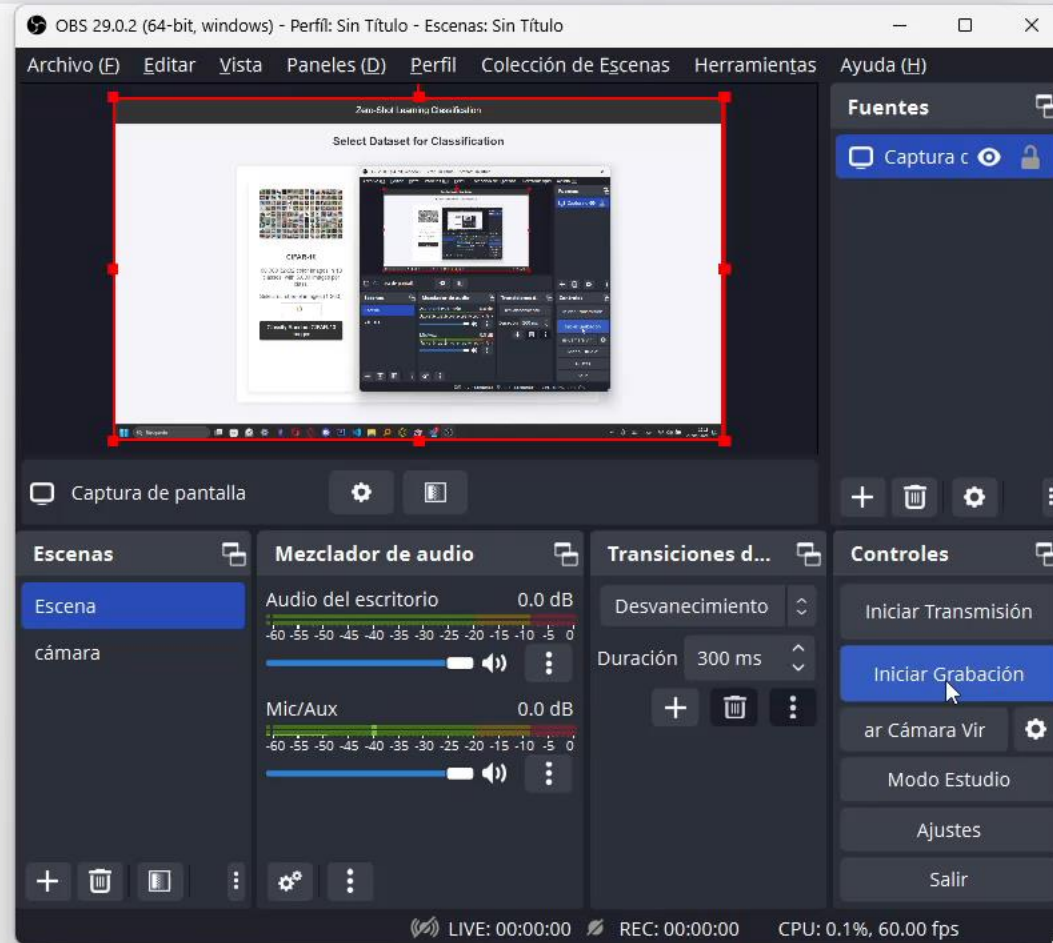 OBS 29.0.2 (64-bit, windows) - Perfíl: Sin Título - Escenas: Sin Título
Archivo (F) Editar Vista Paneles (D) Perfil Colección de Escenas Herramientas Ayuda (H)
Zero-Shot Learning Classification
Select Dataset for Classification
CIFAR-10
Fuentes
Captura c
Captura de pantalla
Escenas
Escena
cámara
Mezclador de audio
Audio del escritorio 0.0 dB
-60 -55 -50 -45 -40 -35 -30 -25 -20 -15 -10 -5 0
Mic/Aux 0.0 dB
-60 -55 -50 -45 -40 -35 -30 -25 -20 -15 -10 -5 0
Transiciones d...
Desvanecimiento
Duración 300 ms
Controles
Iniciar Transmisión
Iniciar Grabación
ar Cámara Vir
Modo Estudio
Ajustes
Salir
LIVE: 00:00:00 REC: 00:00:00 CPU: 0.1%, 60.00 fps